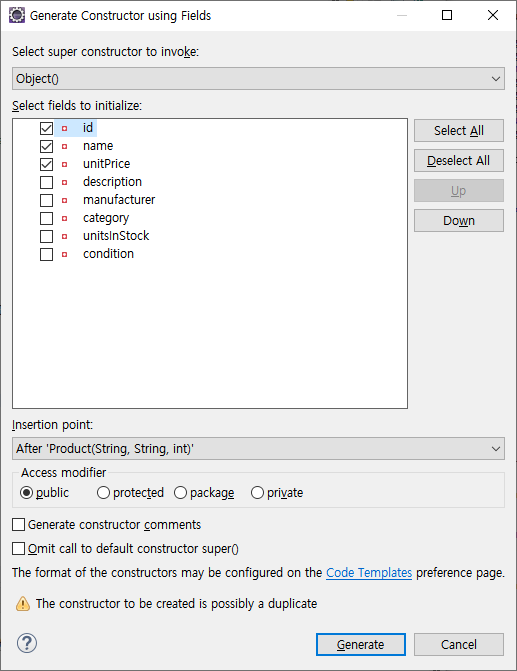 Generate Constructor using Fields
Select super constructor to invoke:
Object()
Select fields to initialize:
id
name
unitPrice
description
manufacturer
category
unitsInStock
condition
Select All
Deselect All
Up
Down
Insertion point:
After 'Product(String, String, int)'
Access modifier
public protected package private
Generate constructor comments
Omit call to default constructor super()
The format of the constructors may be configured on the Code Templates preference page.
The constructor to be created is possibly a duplicate
?
Generate
Cancel